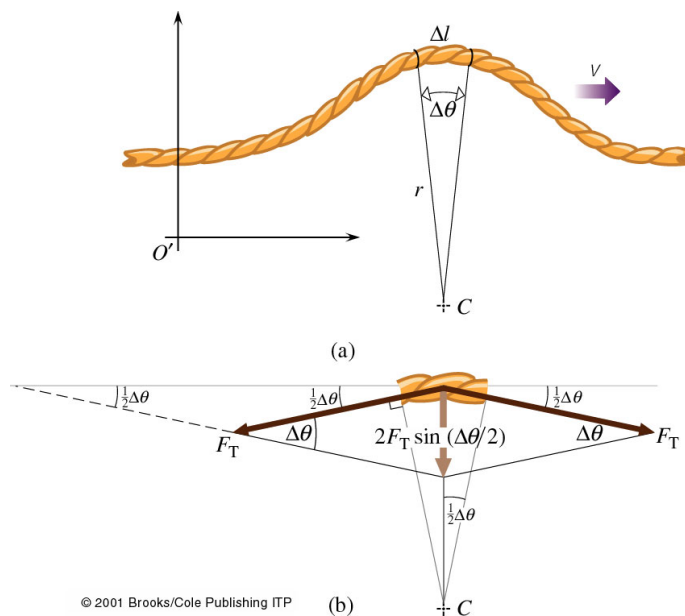 Δl
V
Δθ
r
O′
C
(a)
½Δθ
½Δθ
½Δθ
F_T
Δθ
2F_T sin (Δθ/2)
Δθ
F_T
½Δθ
© 2001 Brooks/Cole Publishing ITP
(b)
C